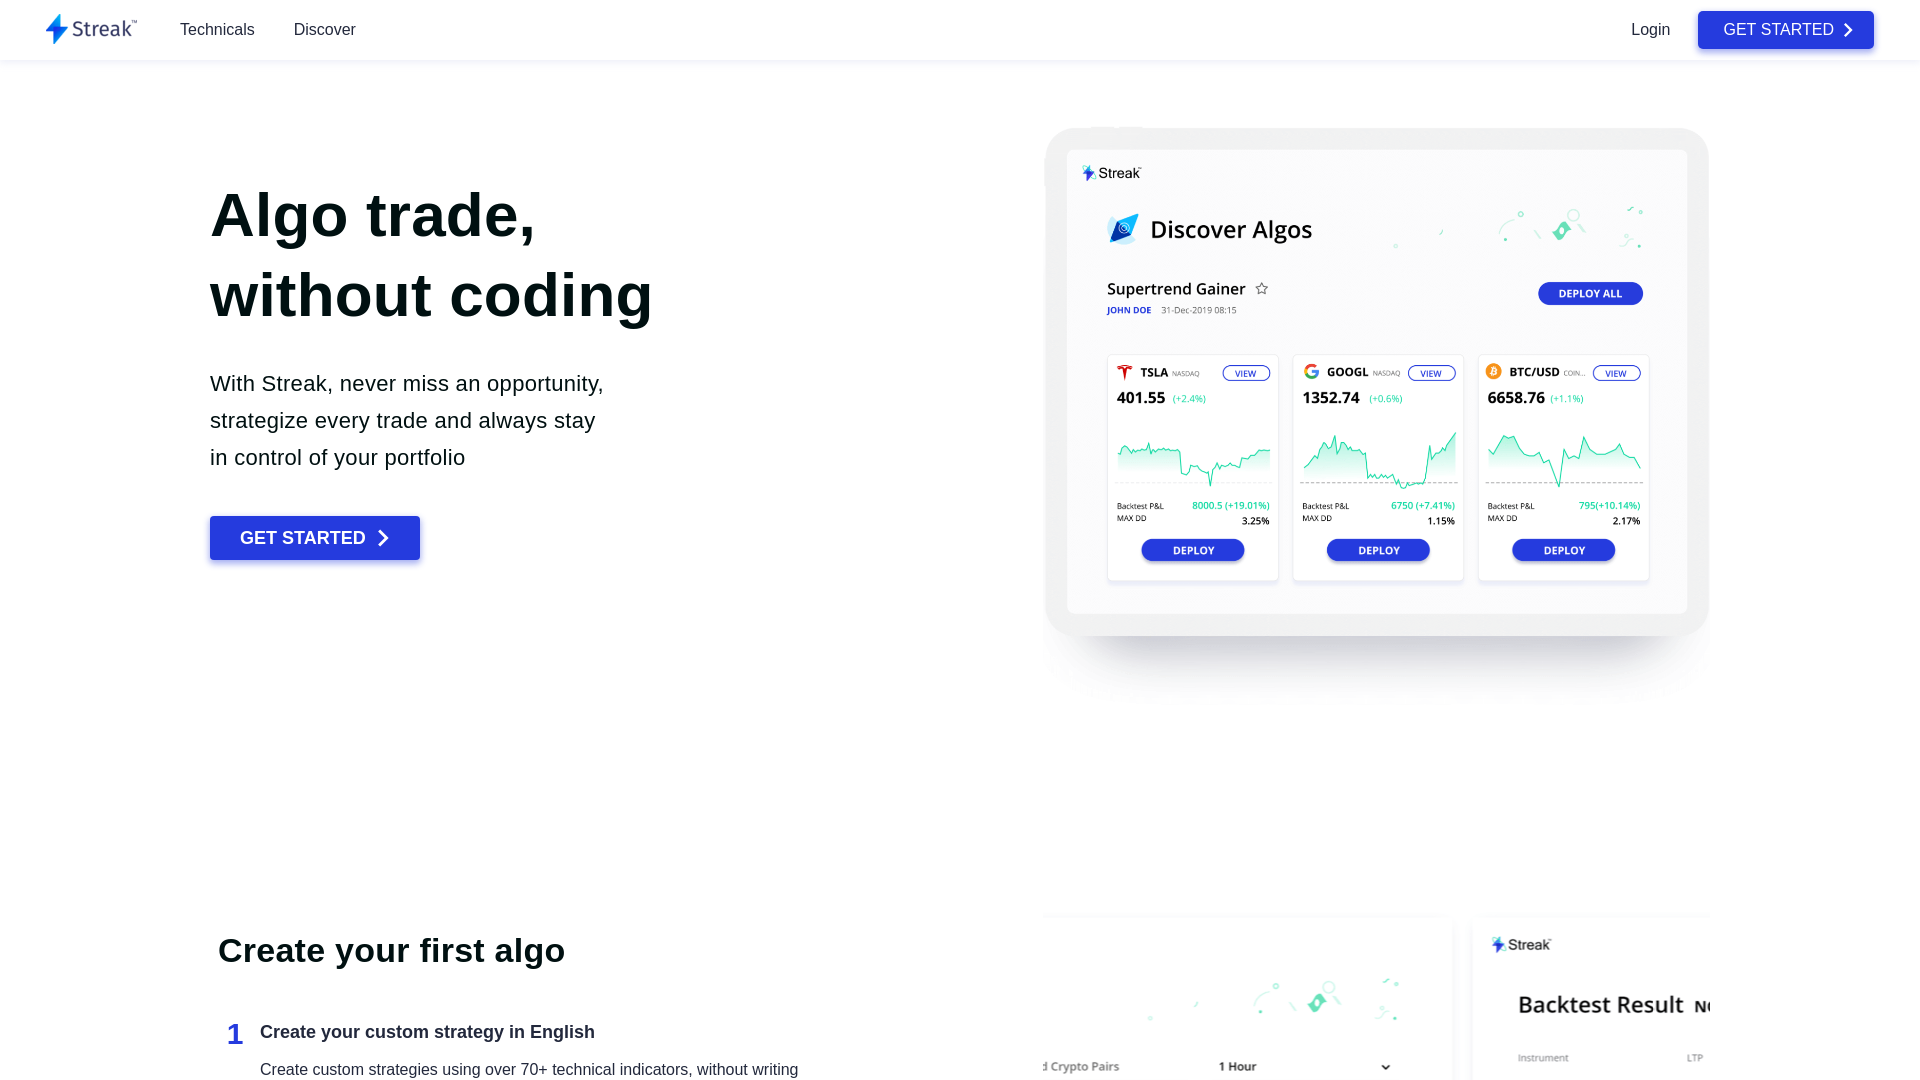 Streak™
Technicals
Discover
Login
GET STARTED
Algo trade,
without coding
With Streak, never miss an opportunity,
strategize every trade and always stay
in control of your portfolio
GET STARTED
Streak™
Discover Algos
Supertrend Gainer
JOHN DOE 31-Dec-2019 08:15
DEPLOY ALL
TSLA NASDAQ VIEW
401.55 (+2.4%)
Backtest P&L 8000.5 (+19.01%)
MAX DD 3.25%
DEPLOY
GOOGL NASDAQ VIEW
1352.74 (+0.6%)
Backtest P&L 6750 (+7.41%)
MAX DD 1.15%
DEPLOY
BTC/USD COIN... VIEW
6658.76 (+1.1%)
Backtest P&L 795(+10.14%)
MAX DD 2.17%
DEPLOY
Create your first algo
1 Create your custom strategy in English
Create custom strategies using over 70+ technical indicators, without writing
d Crypto Pairs
1 Hour
Streak™
Backtest Result
Instrument LTP